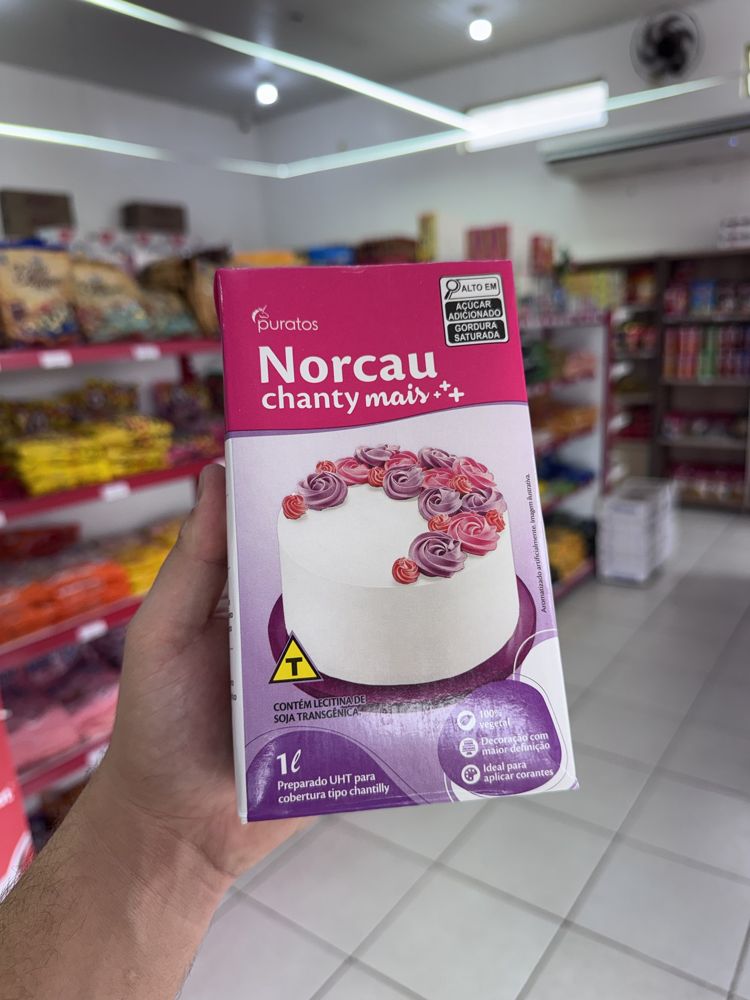 puratos
Norcau
chanty mais +++
ALTO EM
AÇÚCAR
ADICIONADO
GORDURA
SATURADA
Aromatizado artificialmente. Imagem ilustrativa.
T
CONTÉM LECITINA DE
SOJA TRANSGÊNICA.
1ℓ
Preparado UHT para
cobertura tipo chantilly
100%
vegetal
Decoração com
maior definição
Ideal para
aplicar corantes